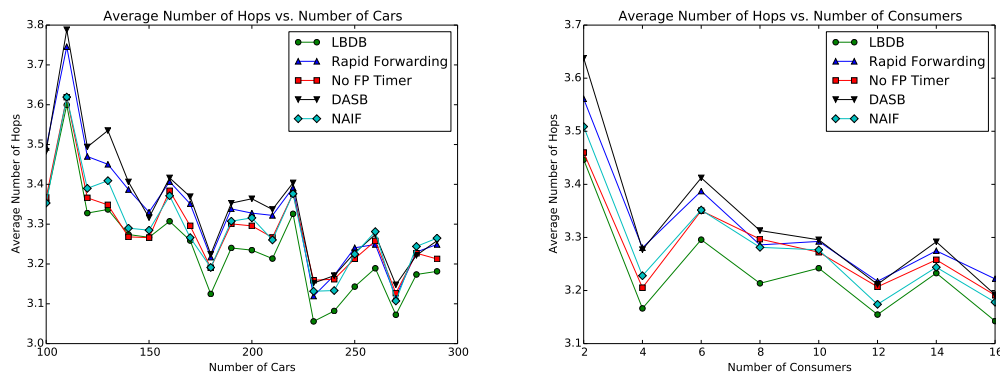 Average Number of Hops vs. Number of Cars
3.8
3.7
3.6
3.5
3.4
3.3
3.2
3.1
3.0
Average Number of Hops
LBDB
Rapid Forwarding
No FP Timer
DASB
NAIF
100
150
200
250
300
Number of Cars
Average Number of Hops vs. Number of Consumers
3.7
3.6
3.5
3.4
3.3
3.2
3.1
Average Number of Hops
LBDB
Rapid Forwarding
No FP Timer
DASB
NAIF
2
4
6
8
10
12
14
16
Number of Consumers